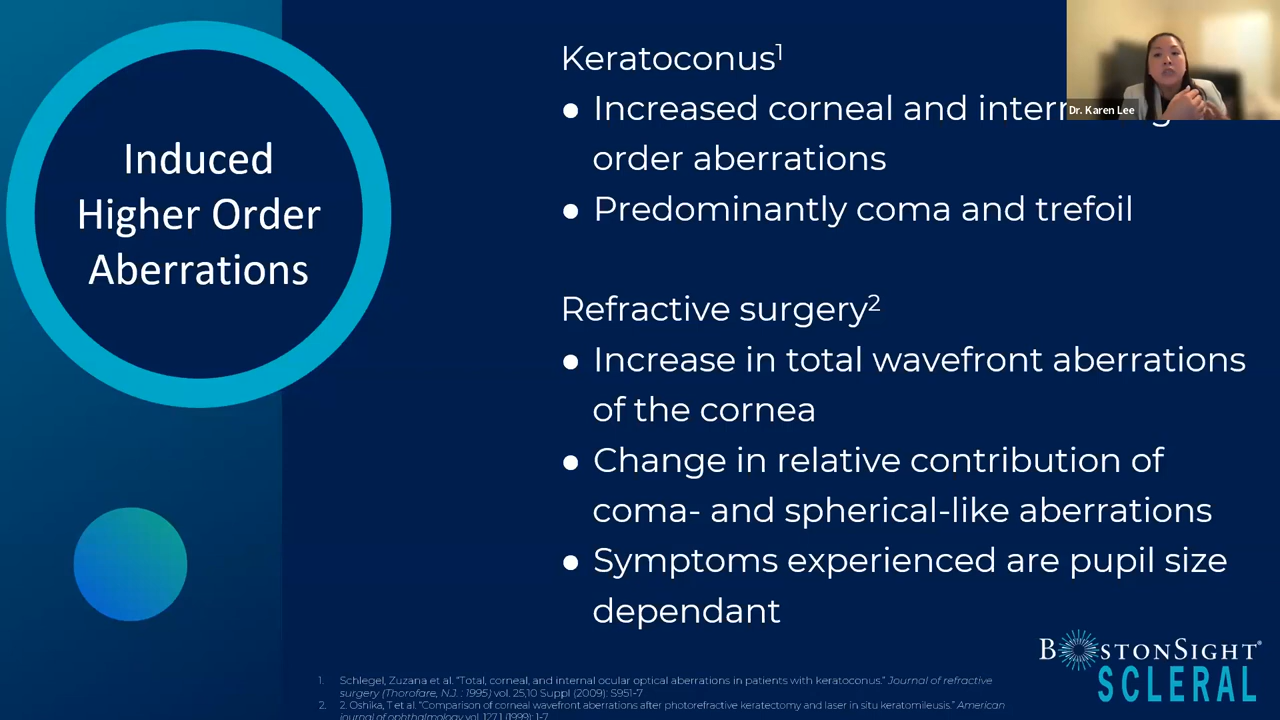 Induced
Higher Order
Aberrations
Keratoconus¹
● Increased corneal and
order aberrations
● Predominantly coma and trefoil
Refractive surgery²
● Increase in total wavefront aberrations
of the cornea
● Change in relative contribution of
coma- and spherical-like aberrations
● Symptoms experienced are pupil size
dependant
Dr. Karen Lee
1. Schlegel, Zuzana et al. “Total, corneal, and internal ocular optical aberrations in patients with keratoconus.” Journal of refractive
surgery (Thorofare, N.J. : 1995) vol. 25,10 Suppl (2009): S951-7
2. 2. Oshika, T et al. “Comparison of corneal wavefront aberrations after photorefractive keratectomy and laser in situ keratomileusis.” American
journal of ophthalmology vol. 127,1 (1999): 1-7.
BOSTONSIGHT®
SCLERAL